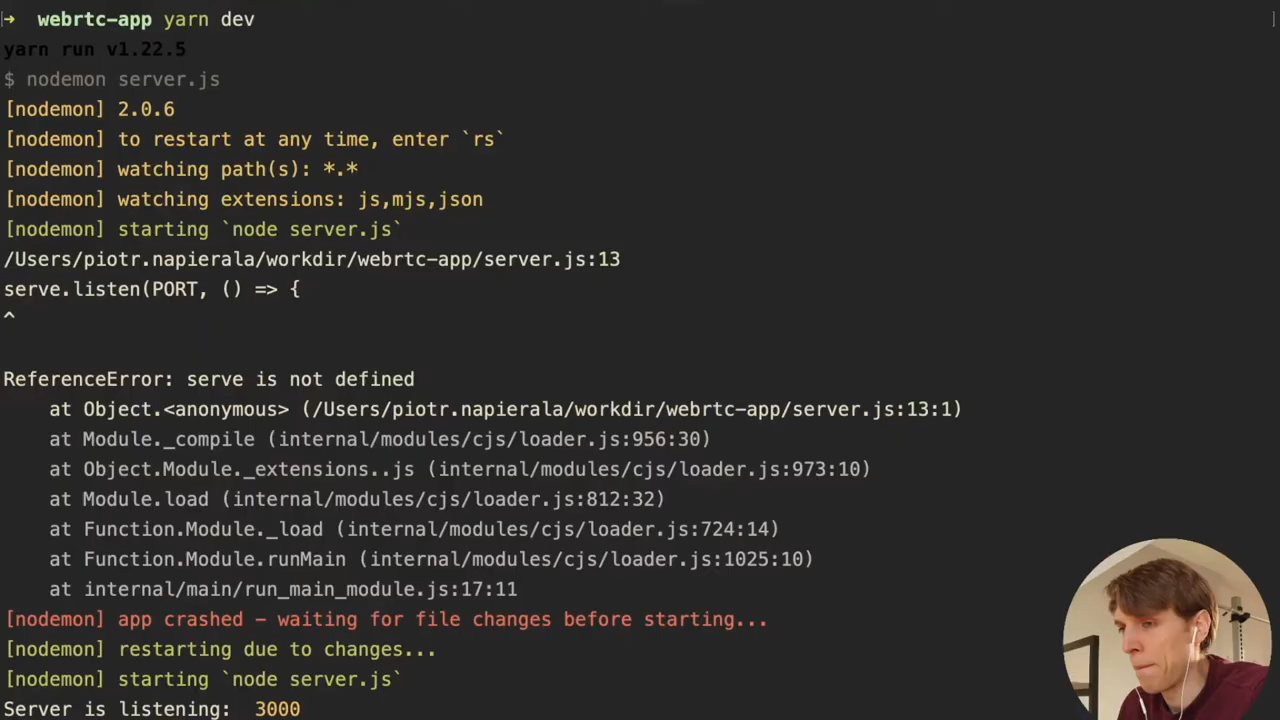 ➜  webrtc-app yarn dev
yarn run v1.22.5
$ nodemon server.js
[nodemon] 2.0.6
[nodemon] to restart at any time, enter `rs`
[nodemon] watching path(s): *.*
[nodemon] watching extensions: js,mjs,json
[nodemon] starting `node server.js`
/Users/piotr.napierala/workdir/webrtc-app/server.js:13
serve.listen(PORT, () => {
^
ReferenceError: serve is not defined
    at Object.<anonymous> (/Users/piotr.napierala/workdir/webrtc-app/server.js:13:1)
    at Module._compile (internal/modules/cjs/loader.js:956:30)
    at Object.Module._extensions..js (internal/modules/cjs/loader.js:973:10)
    at Module.load (internal/modules/cjs/loader.js:812:32)
    at Function.Module._load (internal/modules/cjs/loader.js:724:14)
    at Function.Module.runMain (internal/modules/cjs/loader.js:1025:10)
    at internal/main/run_main_module.js:17:11
[nodemon] app crashed - waiting for file changes before starting...
[nodemon] restarting due to changes...
[nodemon] starting `node server.js`
Server is listening:  3000